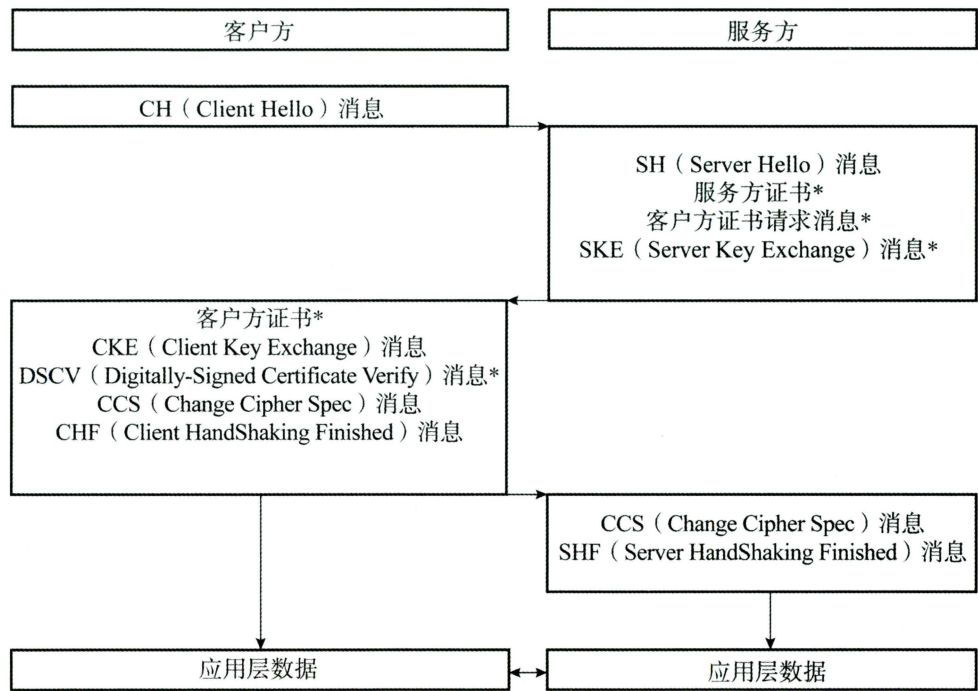 客户方
服务方
CH（Client Hello）消息
SH（Server Hello）消息
服务方证书*
客户方证书请求消息*
SKE（Server Key Exchange）消息*
客户方证书*
CKE（Client Key Exchange）消息
DSCV（Digitally-Signed Certificate Verify）消息*
CCS（Change Cipher Spec）消息
CHF（Client HandShaking Finished）消息
CCS（Change Cipher Spec）消息
SHF（Server HandShaking Finished）消息
应用层数据
应用层数据